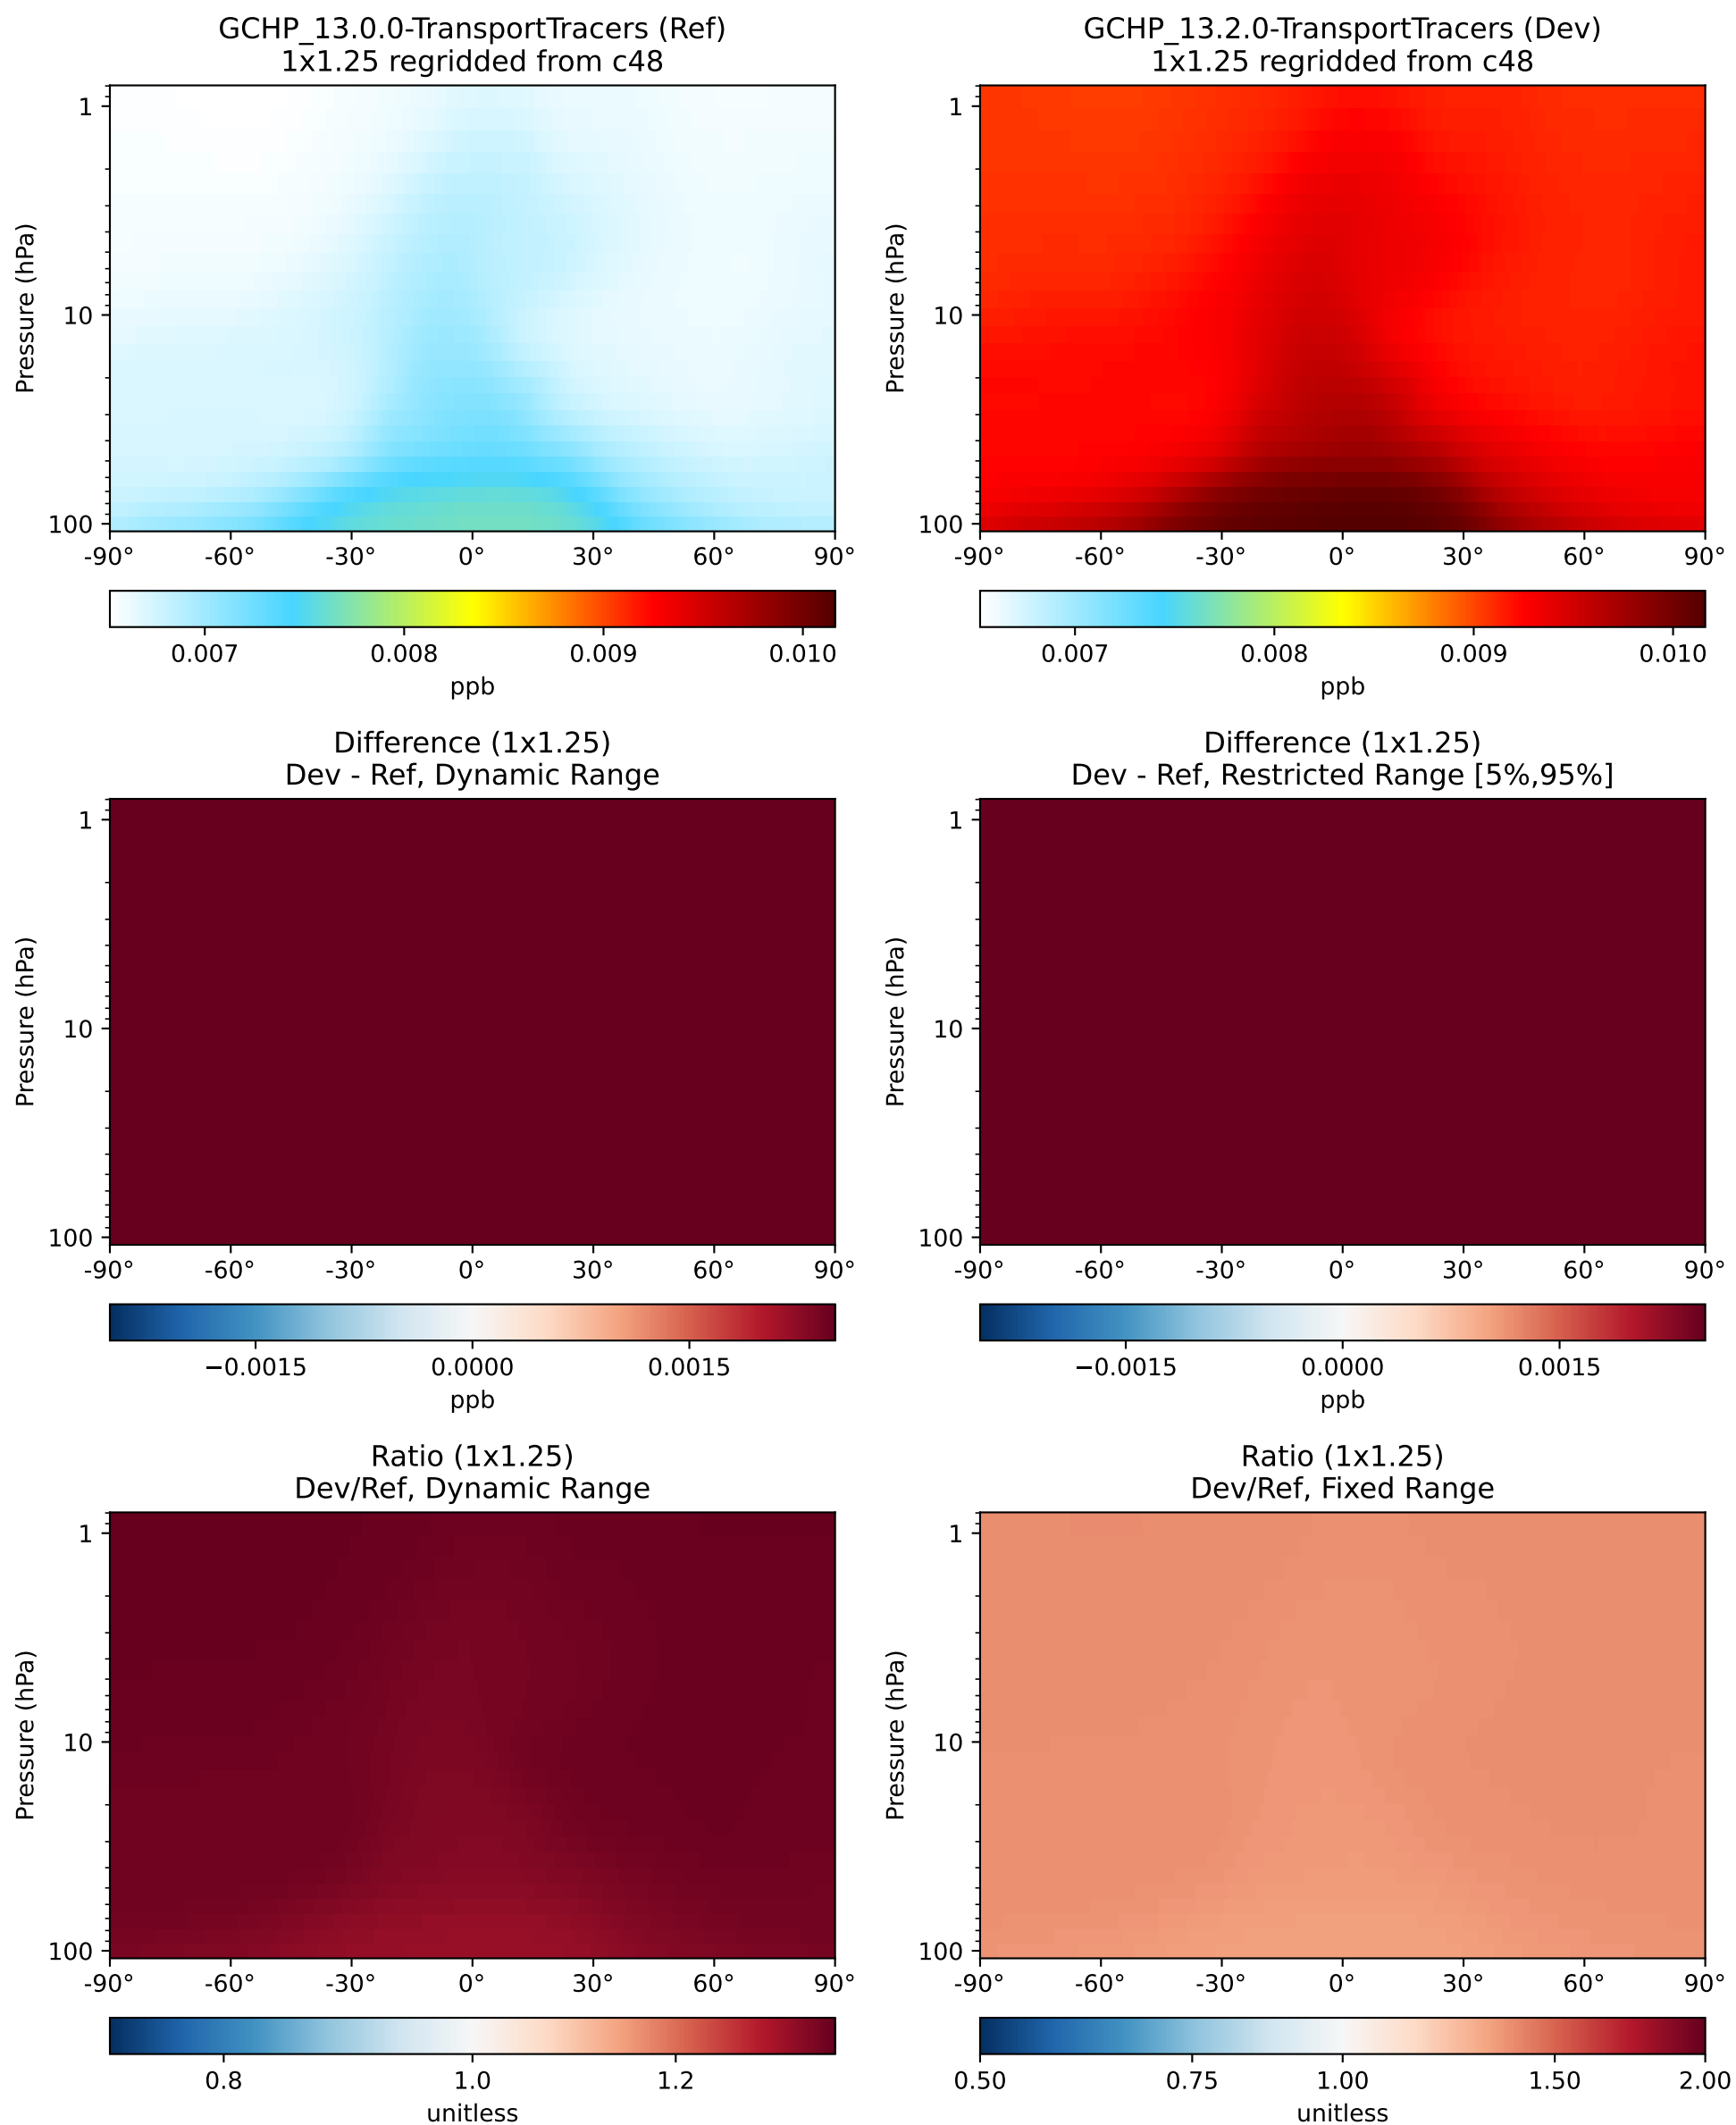 GCHP_13.0.0-TransportTracers (Ref)
1x1.25 regridded from c48
Pressure (hPa)
1
10
100
-90° -60° -30° 0° 30° 60° 90°
0.007 0.008 0.009 0.010
ppb
GCHP_13.2.0-TransportTracers (Dev)
1x1.25 regridded from c48
Pressure (hPa)
1
10
100
-90° -60° -30° 0° 30° 60° 90°
0.007 0.008 0.009 0.010
ppb
Difference (1x1.25)
Dev - Ref, Dynamic Range
Pressure (hPa)
1
10
100
-90° -60° -30° 0° 30° 60° 90°
−0.0015 0.0000 0.0015
ppb
Difference (1x1.25)
Dev - Ref, Restricted Range [5%,95%]
Pressure (hPa)
1
10
100
-90° -60° -30° 0° 30° 60° 90°
−0.0015 0.0000 0.0015
ppb
Ratio (1x1.25)
Dev/Ref, Dynamic Range
Pressure (hPa)
1
10
100
-90° -60° -30° 0° 30° 60° 90°
0.8 1.0 1.2
unitless
Ratio (1x1.25)
Dev/Ref, Fixed Range
Pressure (hPa)
1
10
100
-90° -60° -30° 0° 30° 60° 90°
0.50 0.75 1.00 1.50 2.00
unitless